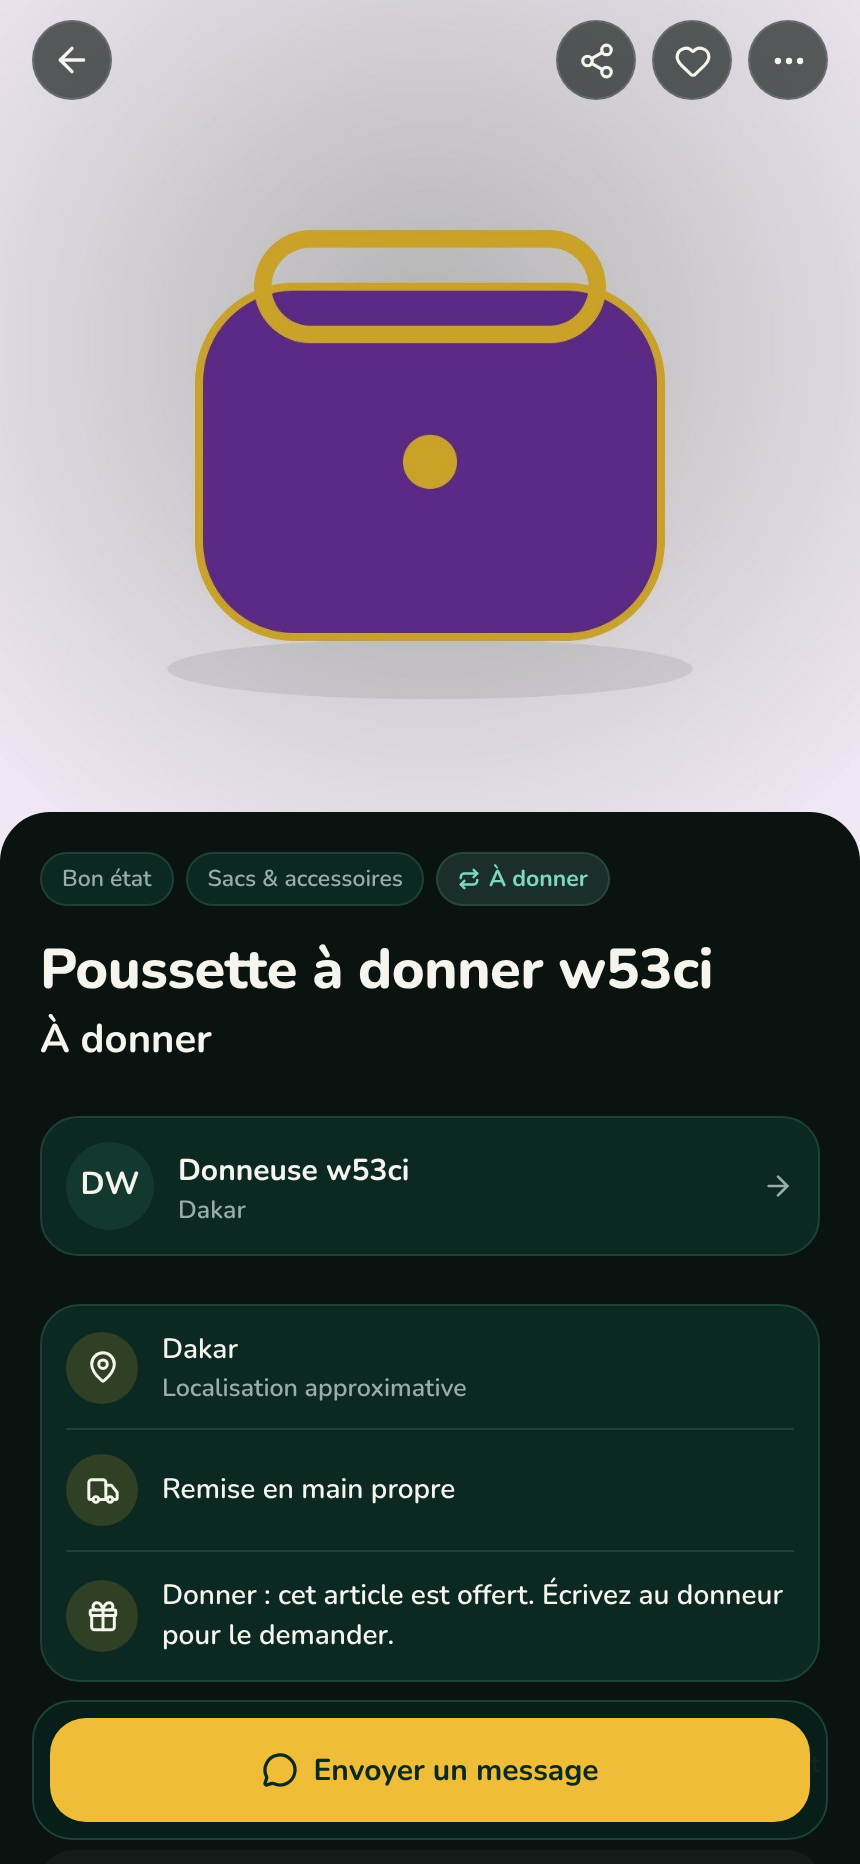 Bon état
Sacs & accessoires
À donner
Poussette à donner w53ci
À donner
DW
Donneuse w53ci
Dakar
Dakar
Localisation approximative
Remise en main propre
Donner : cet article est offert. Écrivez au donneur
pour le demander.
Envoyer un message